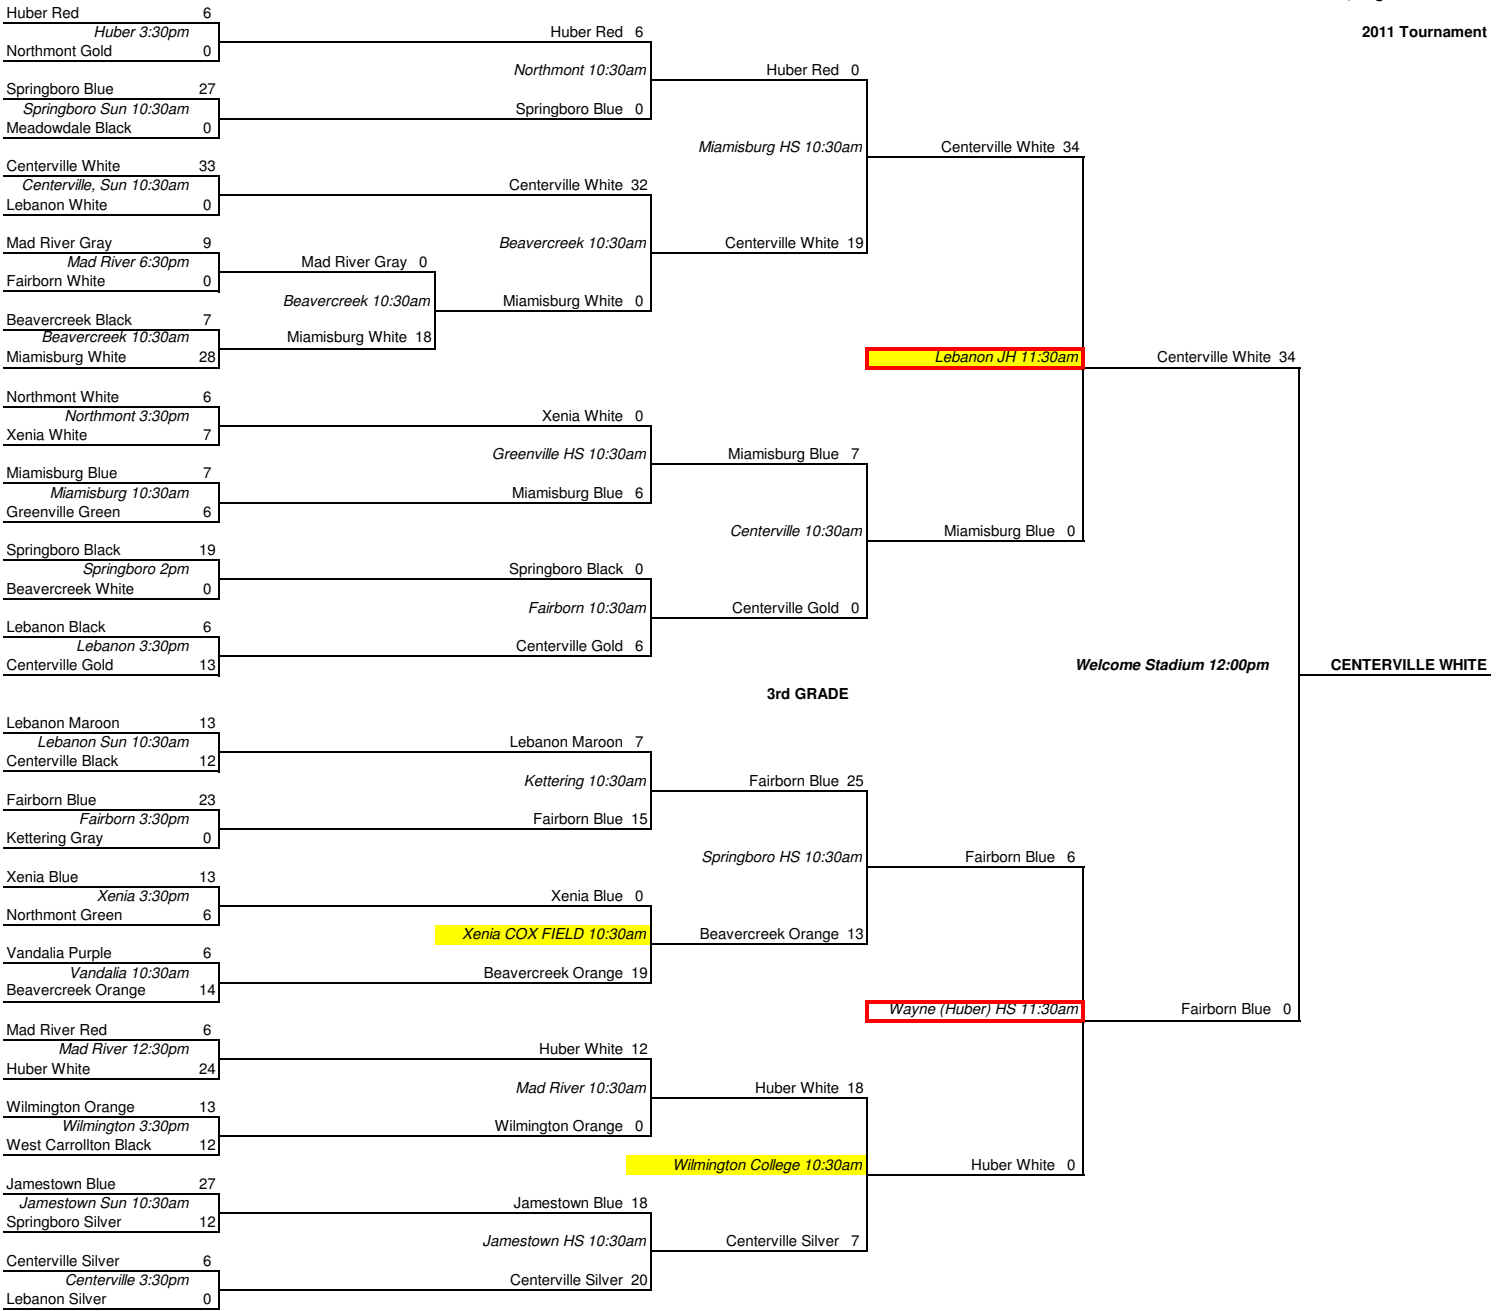 2011 Tournament
Huber Red 6
Huber 3:30pm
Northmont Gold 0
Springboro Blue 27
Springboro Sun 10:30am
Meadowdale Black 0
Centerville White 33
Centerville, Sun 10:30am
Lebanon White 0
Mad River Gray 9
Mad River 6:30pm
Fairborn White 0
Beavercreek Black 7
Beavercreek 10:30am
Miamisburg White 28
Northmont White 6
Northmont 3:30pm
Xenia White 7
Miamisburg Blue 7
Miamisburg 10:30am
Greenville Green 6
Springboro Black 19
Springboro 2pm
Beavercreek White 0
Lebanon Black 6
Lebanon 3:30pm
Centerville Gold 13
Lebanon Maroon 13
Lebanon Sun 10:30am
Centerville Black 12
Fairborn Blue 23
Fairborn 3:30pm
Kettering Gray 0
Xenia Blue 13
Xenia 3:30pm
Northmont Green 6
Vandalia Purple 6
Vandalia 10:30am
Beavercreek Orange 14
Mad River Red 6
Mad River 12:30pm
Huber White 24
Wilmington Orange 13
Wilmington 3:30pm
West Carrollton Black 12
Jamestown Blue 27
Jamestown Sun 10:30am
Springboro Silver 12
Centerville Silver 6
Centerville 3:30pm
Lebanon Silver 0
Mad River Gray 0
Beavercreek 10:30am
Miamisburg White 18
Huber Red 6
Northmont 10:30am
Springboro Blue 0
Centerville White 32
Beavercreek 10:30am
Miamisburg White 0
Xenia White 0
Greenville HS 10:30am
Miamisburg Blue 6
Springboro Black 0
Fairborn 10:30am
Centerville Gold 6
Lebanon Maroon 7
Kettering 10:30am
Fairborn Blue 15
Xenia Blue 0
Xenia COX FIELD 10:30am
Beavercreek Orange 19
Huber White 12
Mad River 10:30am
Wilmington Orange 0
Jamestown Blue 18
Jamestown HS 10:30am
Centerville Silver 20
Huber Red 0
Miamisburg HS 10:30am
Centerville White 19
Miamisburg Blue 7
Centerville 10:30am
Centerville Gold 0
3rd GRADE
Fairborn Blue 25
Springboro HS 10:30am
Beavercreek Orange 13
Huber White 18
Wilmington College 10:30am
Centerville Silver 7
Centerville White 34
Lebanon JH 11:30am
Miamisburg Blue 0
Fairborn Blue 6
Wayne (Huber) HS 11:30am
Huber White 0
Centerville White 34
Welcome Stadium 12:00pm
Fairborn Blue 0
CENTERVILLE WHITE